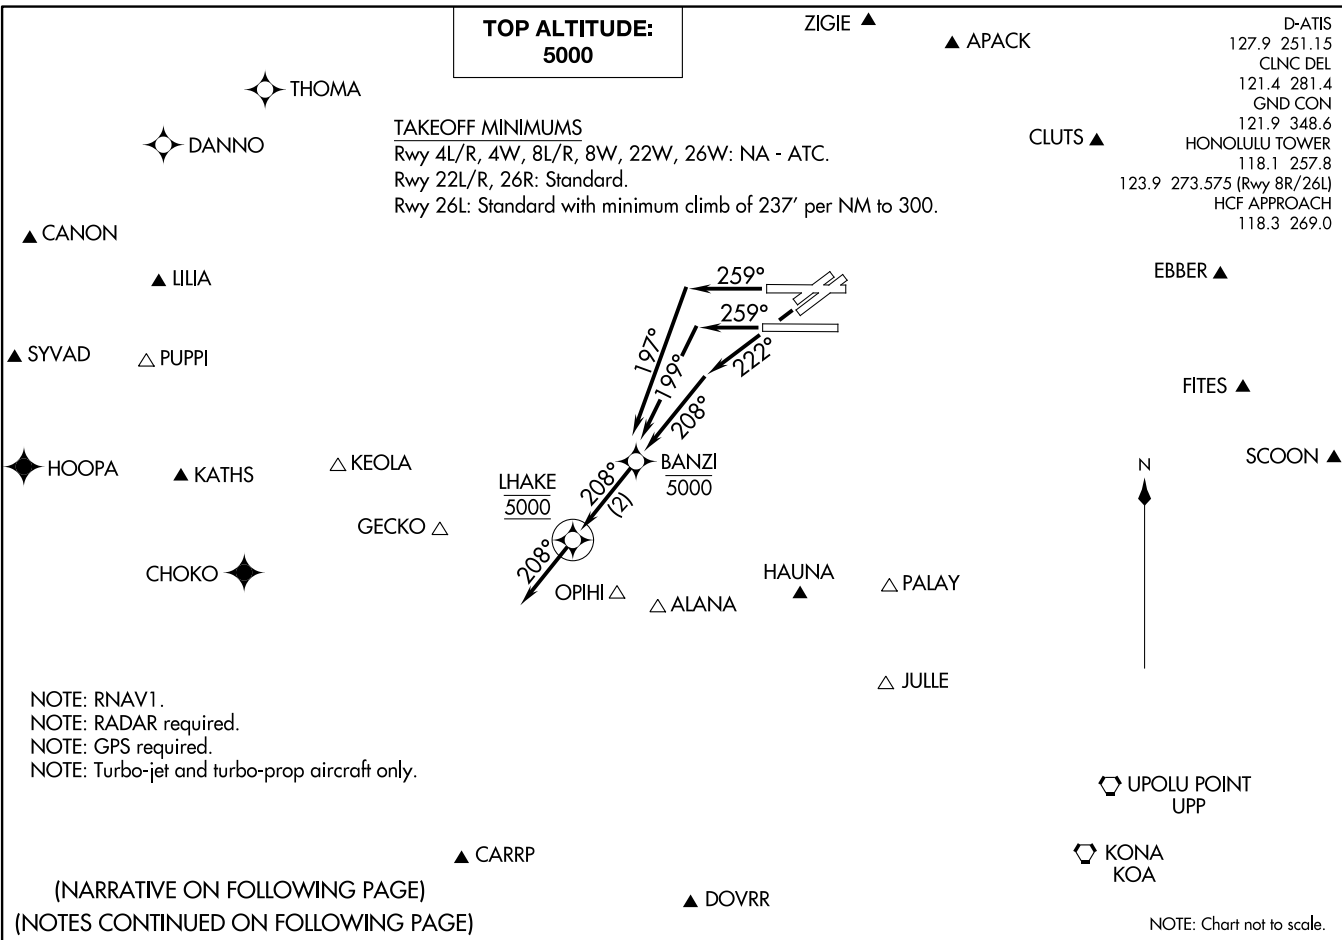 TOP ALTITUDE:
5000
ZIGIE
APACK
D-ATIS
127.9 251.15
CLNC DEL
121.4 281.4
GND CON
121.9 348.6
HONOLULU TOWER
118.1 257.8
123.9 273.575 (Rwy 8R/26L)
HCF APPROACH
118.3 269.0
THOMA
DANNO
TAKEOFF MINIMUMS
Rwy 4L/R, 4W, 8L/R, 8W, 22W, 26W: NA - ATC.
Rwy 22L/R, 26R: Standard.
Rwy 26L: Standard with minimum climb of 237' per NM to 300.
CLUTS
CANON
LILIA
EBBER
259°
259°
197°
199°
222°
208°
SYVAD
PUPPI
FITES
HOOPA
KATHS
KEOLA
BANZI
5000
SCOON
N
LHAKE
5000
208°
(2)
GECKO
208°
CHOKO
OPIHI
ALANA
HAUNA
PALAY
JULLE
NOTE: RNAV1.
NOTE: RADAR required.
NOTE: GPS required.
NOTE: Turbo-jet and turbo-prop aircraft only.
UPOLU POINT
UPP
KONA
KOA
CARRP
DOVRR
(NARRATIVE ON FOLLOWING PAGE)
(NOTES CONTINUED ON FOLLOWING PAGE)
NOTE: Chart not to scale.